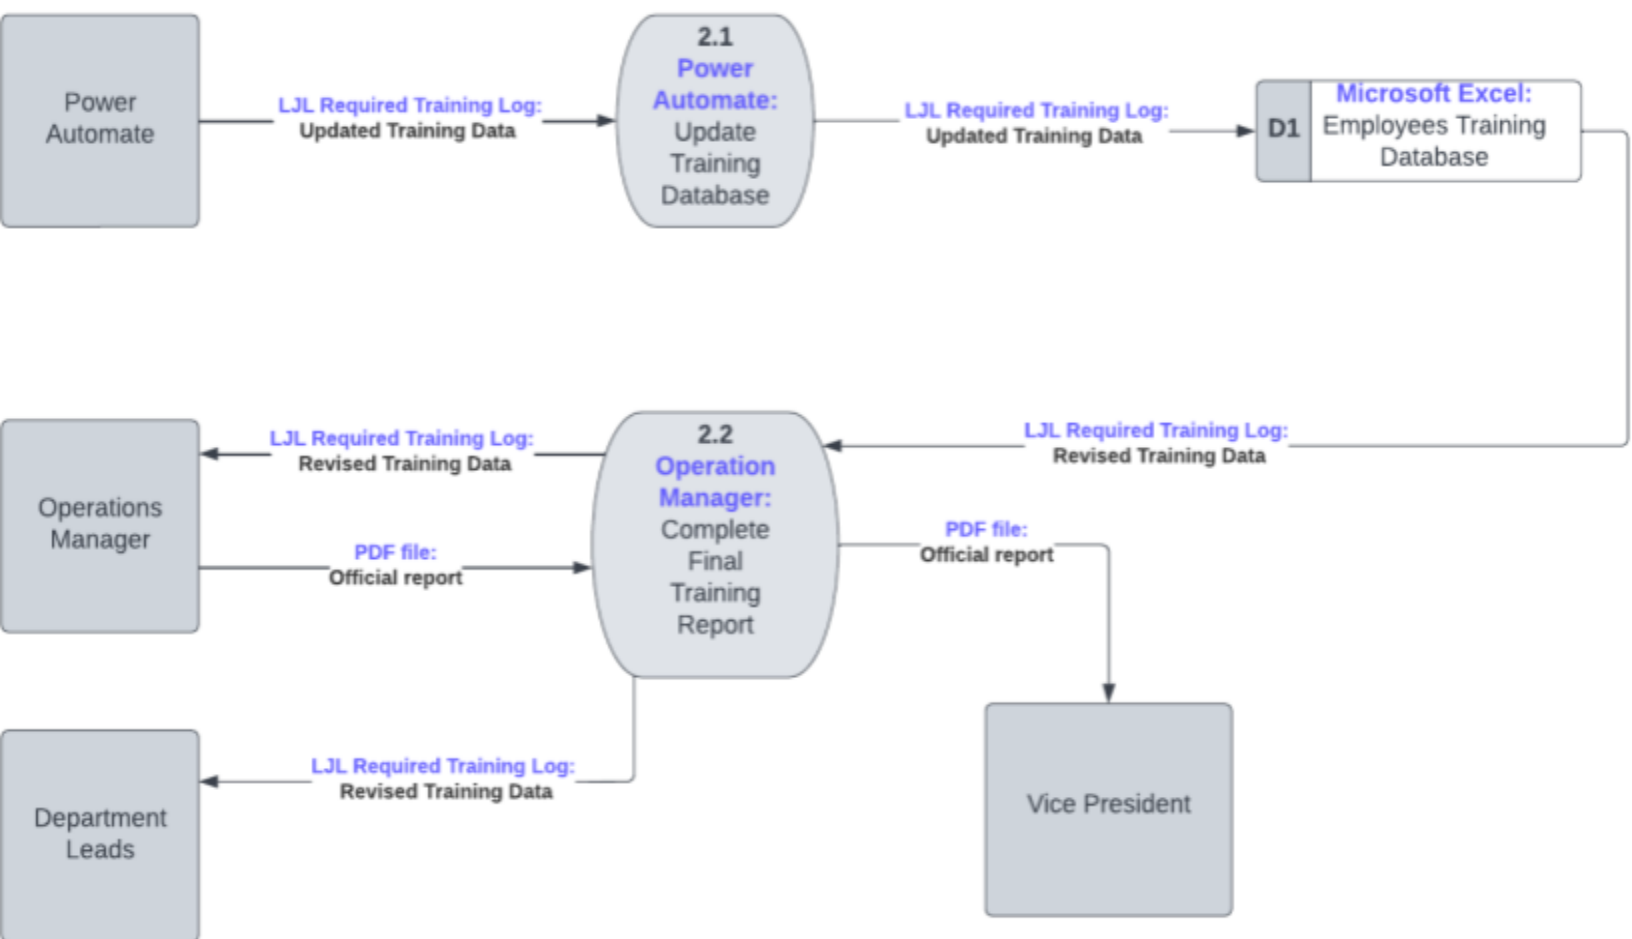 Power
Automate
LJL Required Training Log:
Updated Training Data
2.1
Power
Automate:
Update
Training
Database
LJL Required Training Log:
Updated Training Data
D1
Microsoft Excel:
Employees Training
Database
Operations
Manager
LJL Required Training Log:
Revised Training Data
PDF file:
Official report
2.2
Operation
Manager:
Complete
Final
Training
Report
LJL Required Training Log:
Revised Training Data
PDF file:
Official report
Department
Leads
LJL Required Training Log:
Revised Training Data
Vice President